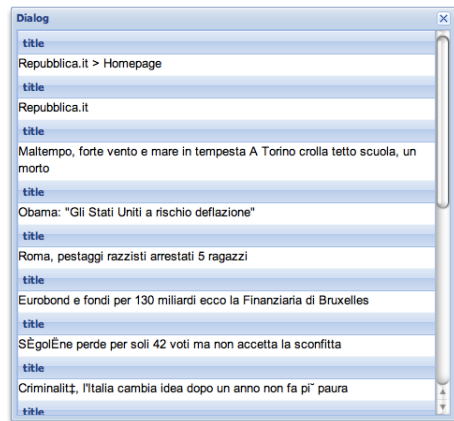 Dialog
title
Repubblica.it > Homepage
title
Repubblica.it
title
Maltempo, forte vento e mare in tempesta A Torino crolla tetto scuola, un
morto
title
Obama: "Gli Stati Uniti a rischio deflazione"
title
Roma, pestaggi razzisti arrestati 5 ragazzi
title
Eurobond e fondi per 130 miliardi ecco la Finanziaria di Bruxelles
title
SÈgolËne perde per soli 42 voti ma non accetta la sconfitta
title
Criminalit‡, l'Italia cambia idea dopo un anno non fa pi˘ paura
title